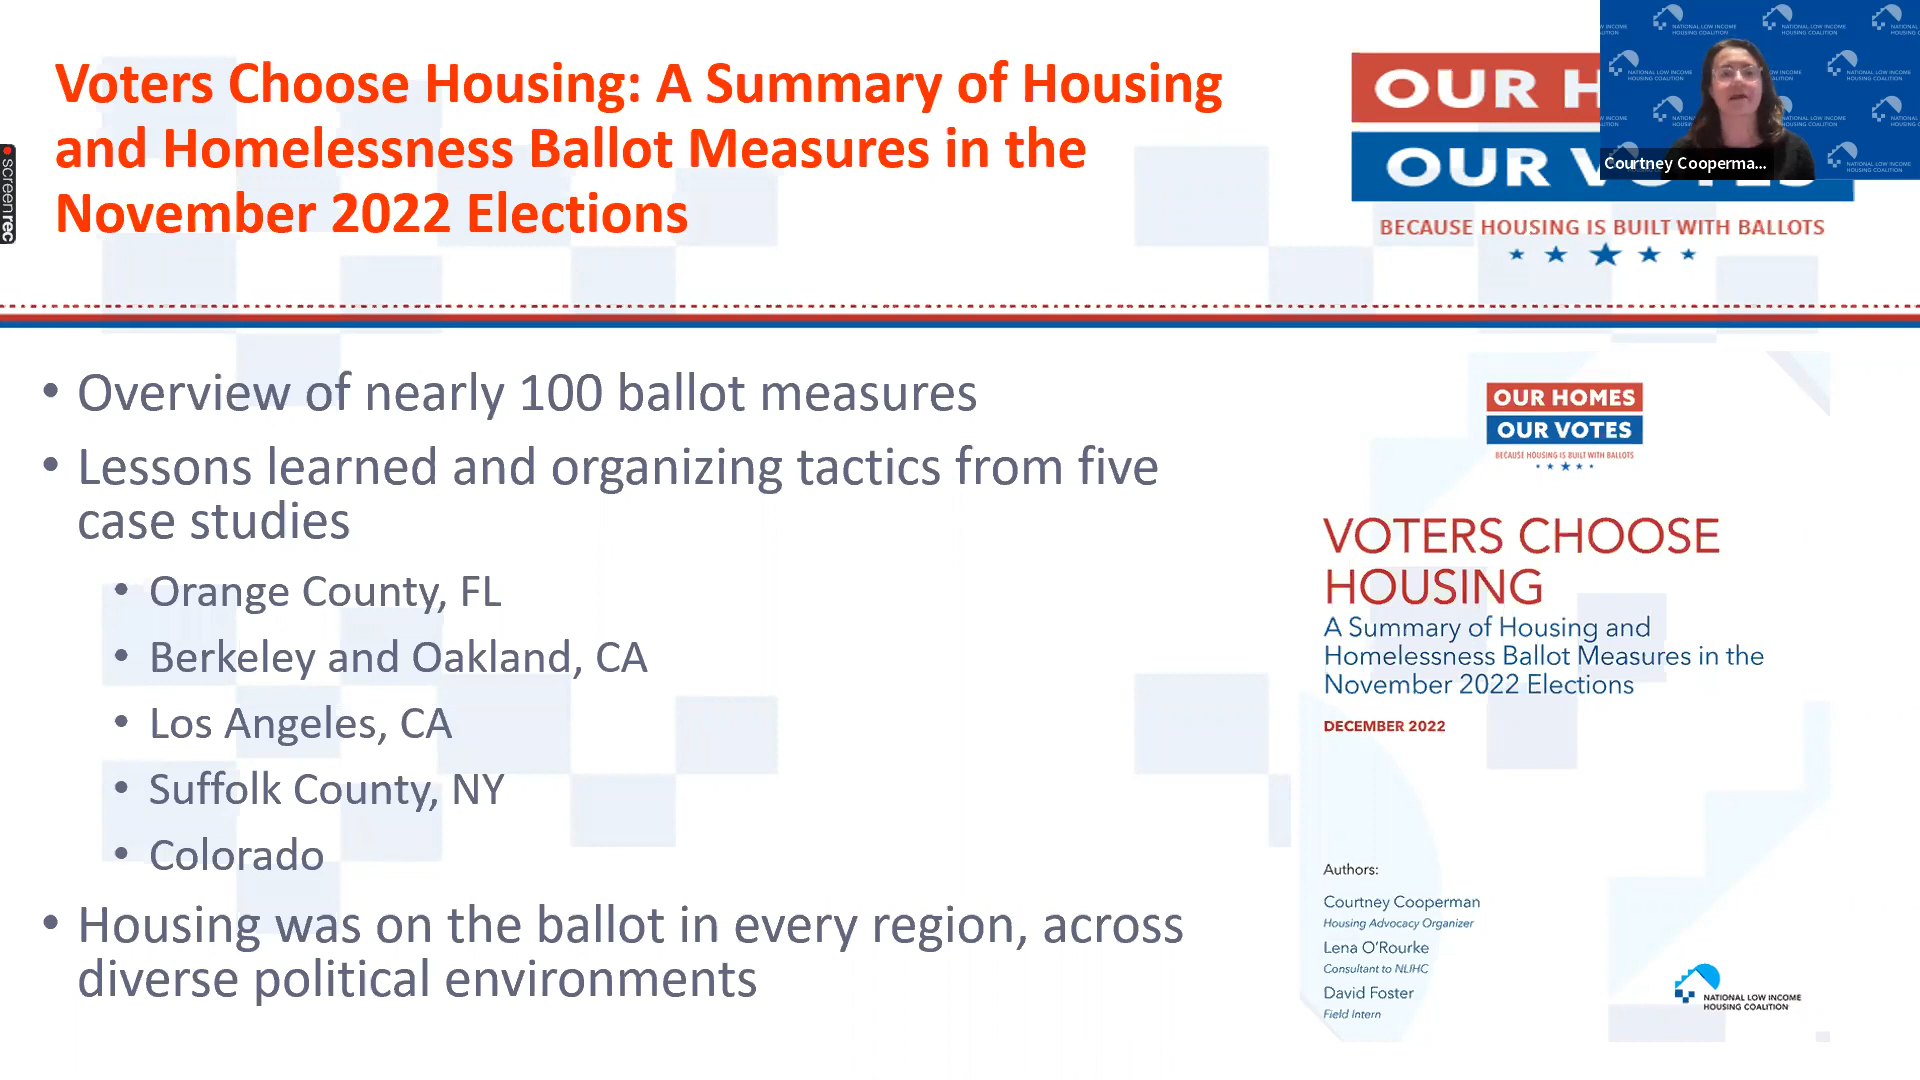 Voters Choose Housing: A Summary of Housing
and Homelessness Ballot Measures in the
November 2022 Elections
OUR H
OUR VOTES
BECAUSE HOUSING IS BUILT WITH BALLOTS
NATIONAL LOW INCOME
HOUSING COALITION
Courtney Cooperma...
screenrec
• Overview of nearly 100 ballot measures
• Lessons learned and organizing tactics from five
case studies
• Orange County, FL
• Berkeley and Oakland, CA
• Los Angeles, CA
• Suffolk County, NY
• Colorado
• Housing was on the ballot in every region, across
diverse political environments
OUR HOMES
OUR VOTES
BECAUSE HOUSING IS BUILT WITH BALLOTS
VOTERS CHOOSE
HOUSING
A Summary of Housing and
Homelessness Ballot Measures in the
November 2022 Elections
DECEMBER 2022
Authors:
Courtney Cooperman
Housing Advocacy Organizer
Lena O'Rourke
Consultant to NLIHC
David Foster
Field Intern
NATIONAL LOW INCOME
HOUSING COALITION